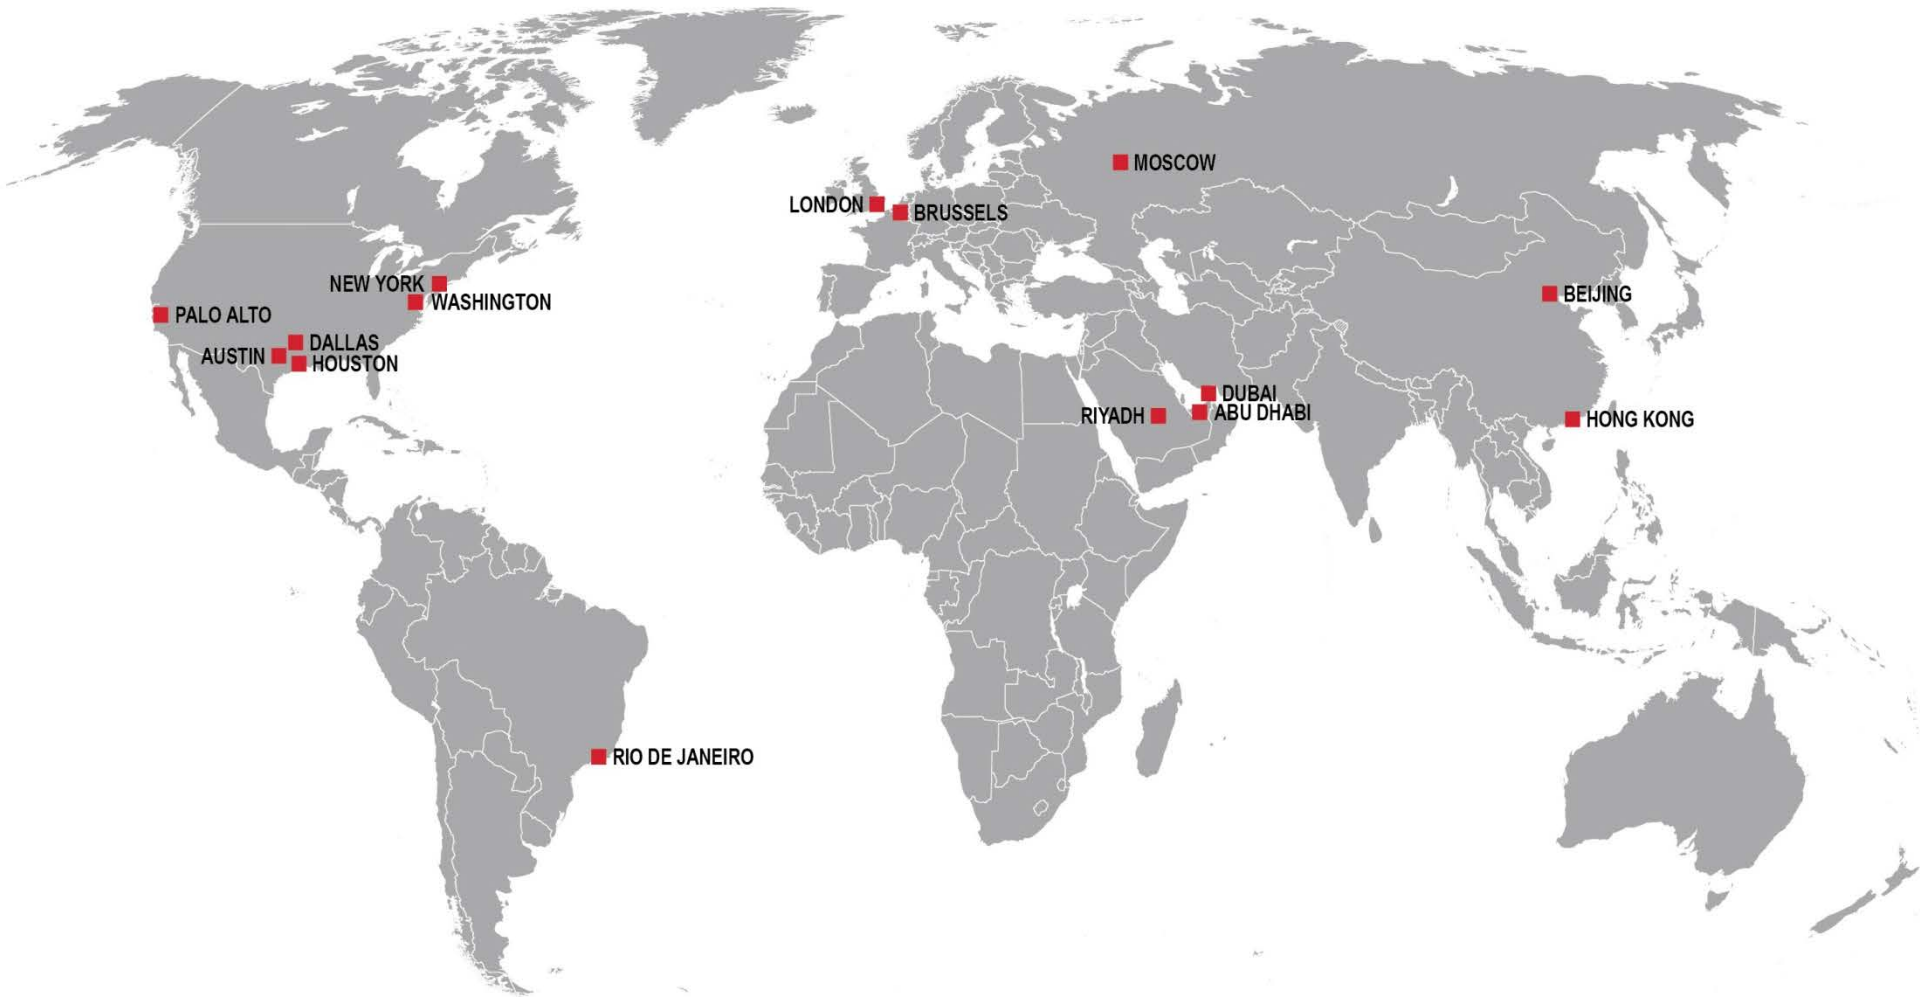 MOSCOW
LONDON
BRUSSELS
NEW YORK
WASHINGTON
BEIJING
PALO ALTO
DALLAS
AUSTIN
HOUSTON
DUBAI
RIYADH
ABU DHABI
HONG KONG
RIO DE JANEIRO